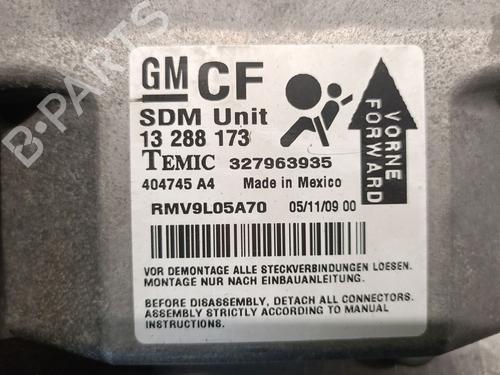 B-PARTS
GM CF
SDM Unit
13 288 173
TEMIC 327963935
404745 A4 Made in Mexico
RMV9L05A70 05/11/09 00
VORNE
FORWARD
VOR DEMONTAGE ALLE STECKVERBINDUNGEN LOESEN.
MONTAGE NUR NACH EINBAUANLEITUNG.
BEFORE DISASSEMBLY, DETACH ALL CONNECTORS.
ASSEMBLY STRICTLY ACCORDING TO MANUAL
INSTRUCTIONS.